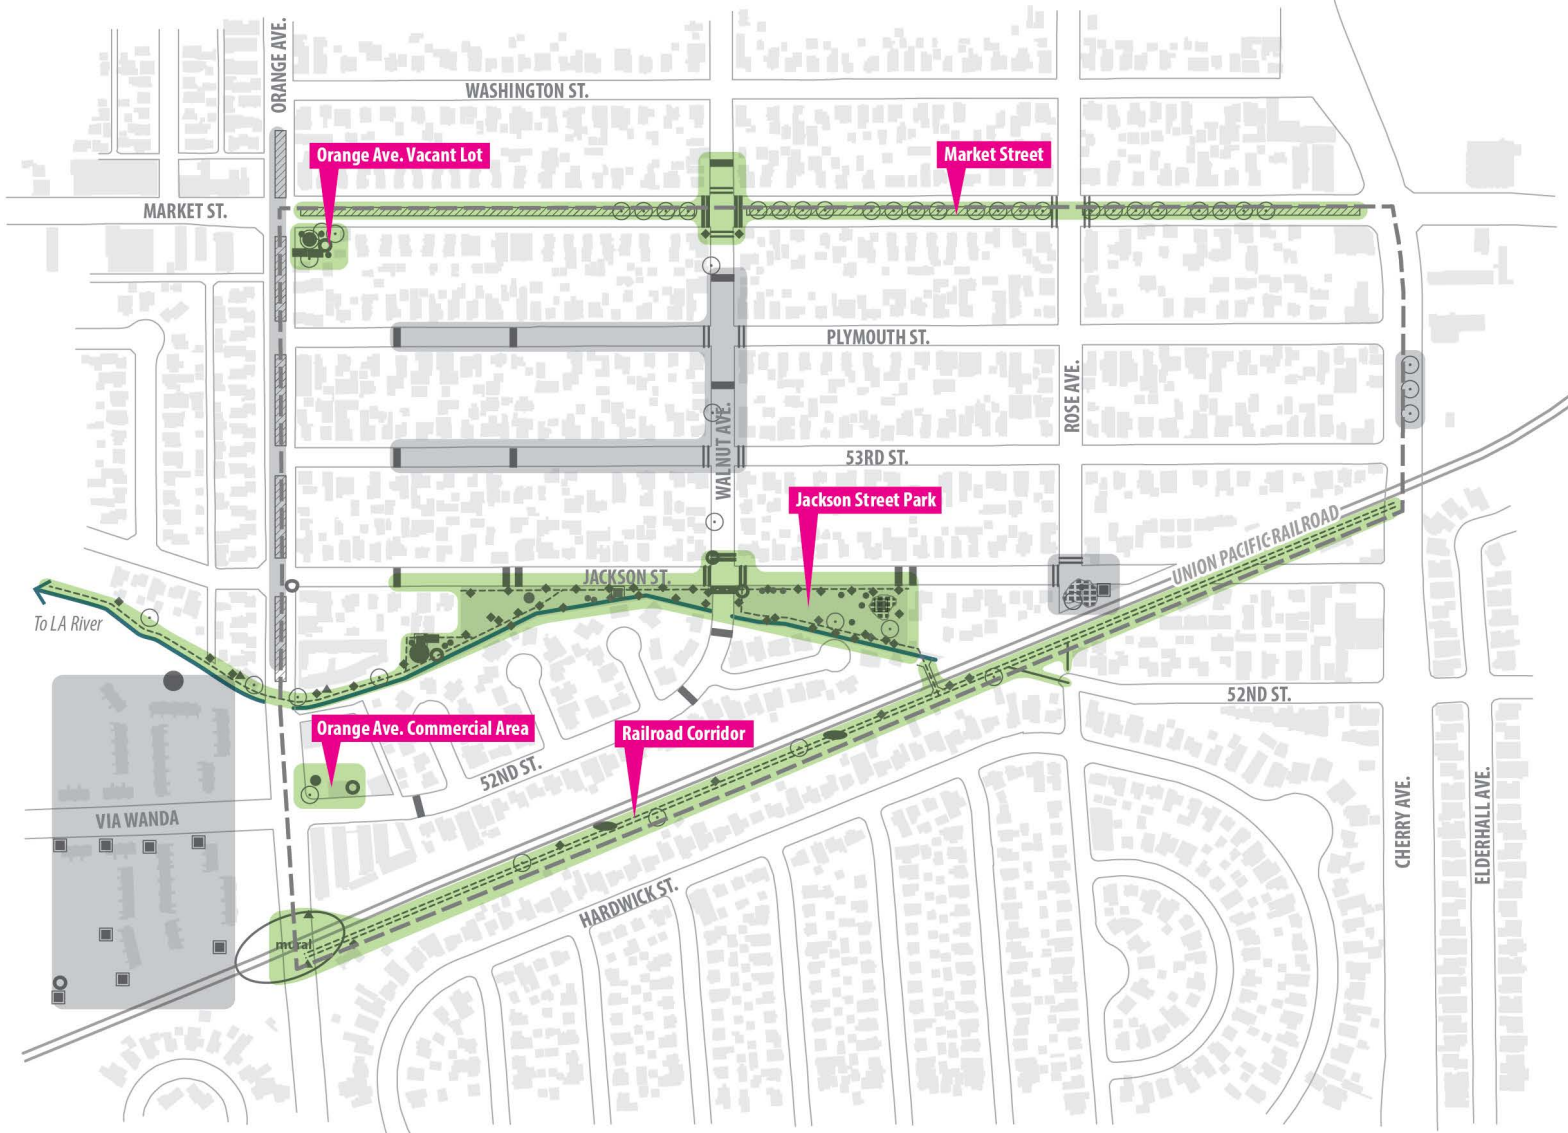 ORANGE AVE.
WASHINGTON ST.
Orange Ave. Vacant Lot
Market Street
MARKET ST.
PLYMOUTH ST.
ROSE AVE.
WALNUT AVE.
53RD ST.
Jackson Street Park
UNION PACIFIC RAILROAD
JACKSON ST.
To LA River
52ND ST.
Orange Ave. Commercial Area
Railroad Corridor
52ND ST.
VIA WANDA
CHERRY AVE.
ELDERHALL AVE.
HARDWICK ST.
mural